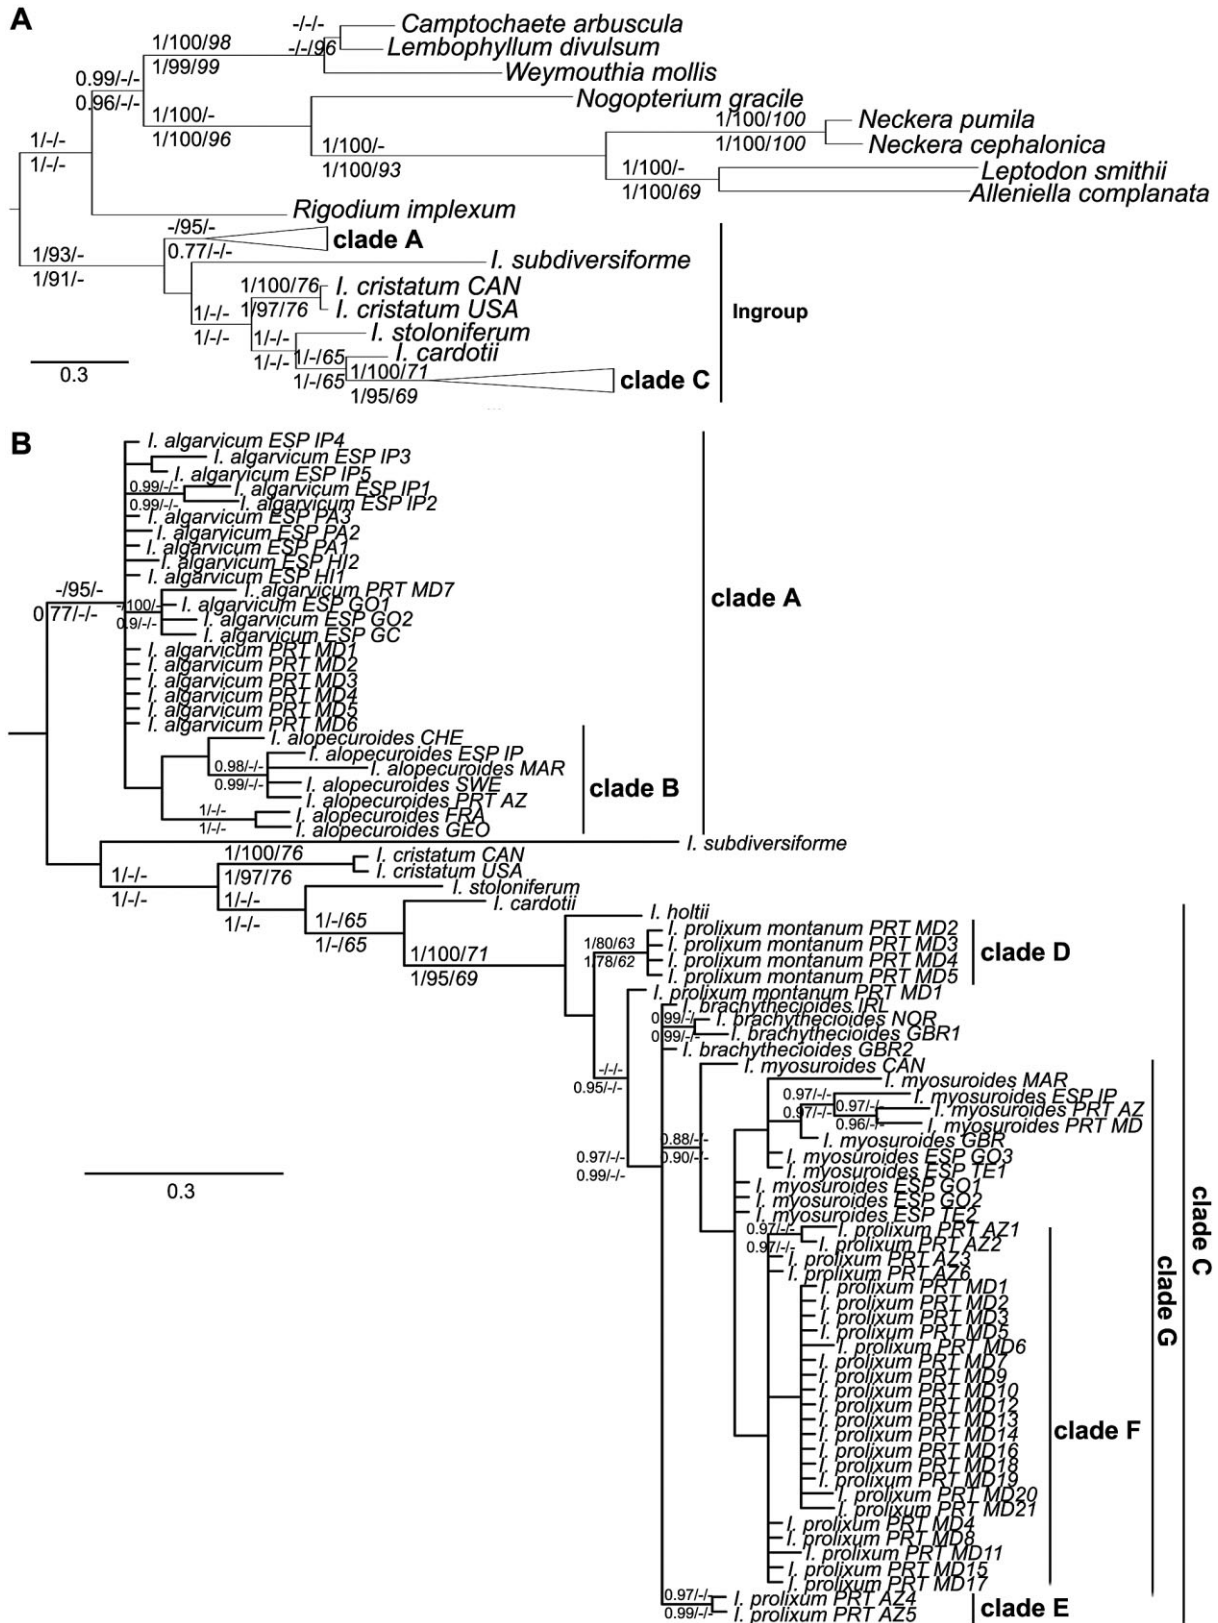 A
-/-/-
Camptochaete arbuscula
1/100/98
-/-/96
Lembophyllum divulsum
0.99/-/-
1/99/99
Weymouthia mollis
0.96/-/-
1/100/-
Nogopterium gracile
1/100/96
1/100/100
Neckera pumila
1/-/-
1/100/-
1/100/100
Neckera cephalonica
1/-/-
1/100/93
1/100/-
Leptodon smithii
1/100/69
Alleniella complanata
Rigodium implexum
-/95/-
clade A
1/93/-
0.77/-/-
1/91/-
I. subdiversiforme
1/100/76
I. cristatum CAN
1/97/76
I. cristatum USA
Ingroup
1/-/-
1/-/-
1/-/-
I. stoloniferum
1/-/-
1/-/65
I. cardotii
1/-/65
1/100/71
clade C
1/95/69
0.3
B
I. algarvicum ESP IP4
I. algarvicum ESP IP3
I. algarvicum ESP IP5
0.99/-/-
I. algarvicum ESP IP1
0.99/-/-
I. algarvicum ESP IP2
I. algarvicum ESP PA3
I. algarvicum ESP PA2
I. algarvicum ESP PA1
I. algarvicum ESP HI2
I. algarvicum ESP HI1
-/95/-
I. algarvicum PRT MD7
0.77/-/-
-/100/-
I. algarvicum ESP GO1
clade A
0.9/-/-
I. algarvicum ESP GO2
I. algarvicum ESP GC
I. algarvicum PRT MD1
I. algarvicum PRT MD2
I. algarvicum PRT MD3
I. algarvicum PRT MD4
I. algarvicum PRT MD5
I. algarvicum PRT MD6
I. alopecuroides CHE
I. alopecuroides ESP IP
0.98/-/-
I. alopecuroides MAR
0.99/-/-
I. alopecuroides SWE
clade B
I. alopecuroides PRT AZ
1/-/-
I. alopecuroides FRA
1/-/-
I. alopecuroides GEO
I. subdiversiforme
1/100/76
I. cristatum CAN
1/-/-
1/97/76
I. cristatum USA
1/-/-
1/-/-
I. stoloniferum
1/-/-
1/-/65
I. cardotii
1/-/65
I. holtii
1/100/71
1/80/63
I. prolixum montanum PRT MD2
I. prolixum montanum PRT MD3
clade D
1/95/69
1/78/62
I. prolixum montanum PRT MD4
I. prolixum montanum PRT MD5
I. prolixum montanum PRT MD1
I. brachythecioides IRL
0.99/-/-
I. brachythecioides NOR
0.99/-/-
I. brachythecioides GBR1
I. brachythecioides GBR2
-/-/-
I. myosuroides CAN
0.95/-/-
I. myosuroides MAR
0.97/-/-
I. myosuroides ESP IP
0.97/-/-
0.97/-/-
I. myosuroides PRT AZ
0.96/-/-
I. myosuroides PRT MD
0.88/-/-
I. myosuroides GBR
0.97/-/-
0.90/-/-
I. myosuroides ESP GO3
0.99/-/-
I. myosuroides ESP TE1
I. myosuroides ESP GO1
0.3
I. myosuroides ESP GO2
I. myosuroides ESP TE2
0.97/-/-
I. prolixum PRT AZ1
0.97/-/-
I. prolixum PRT AZ2
I. prolixum PRT AZ3
I. prolixum PRT AZ6
clade C
clade G
I. prolixum PRT MD1
I. prolixum PRT MD2
I. prolixum PRT MD3
I. prolixum PRT MD5
I. prolixum PRT MD6
I. prolixum PRT MD7
I. prolixum PRT MD9
I. prolixum PRT MD10
I. prolixum PRT MD12
I. prolixum PRT MD13
clade F
I. prolixum PRT MD14
I. prolixum PRT MD16
I. prolixum PRT MD18
I. prolixum PRT MD19
I. prolixum PRT MD20
I. prolixum PRT MD21
I. prolixum PRT MD4
I. prolixum PRT MD8
I. prolixum PRT MD11
I. prolixum PRT MD15
I. prolixum PRT MD17
0.97/-/-
I. prolixum PRT AZ4
clade E
0.99/-/-
I. prolixum PRT AZ5